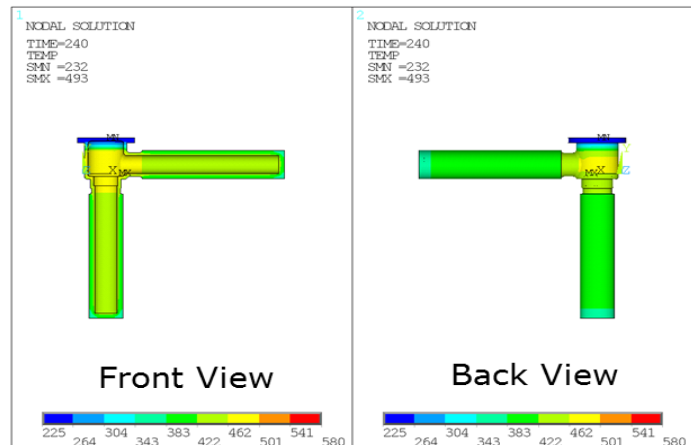 1
NODAL SOLUTION
TIME=240
TEMP
SMN =232
SMX =493
MN
X
MX
Front View
225 304 383 462 541
264 343 422 501 580
2
NODAL SOLUTION
TIME=240
TEMP
SMN =232
SMX =493
MN
Y
MX X
Z
Back View
225 304 383 462 541
264 343 422 501 580